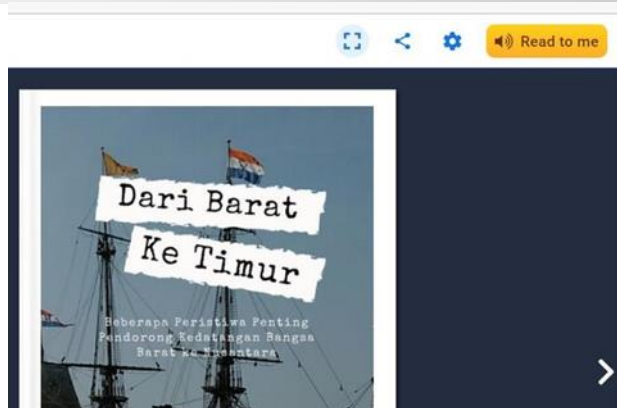 Read to me
Dari Barat
Ke Timur
Beberapa Peristiwa Penting
Pendorong Kedatangan Bangsa
Barat ke Nusantara